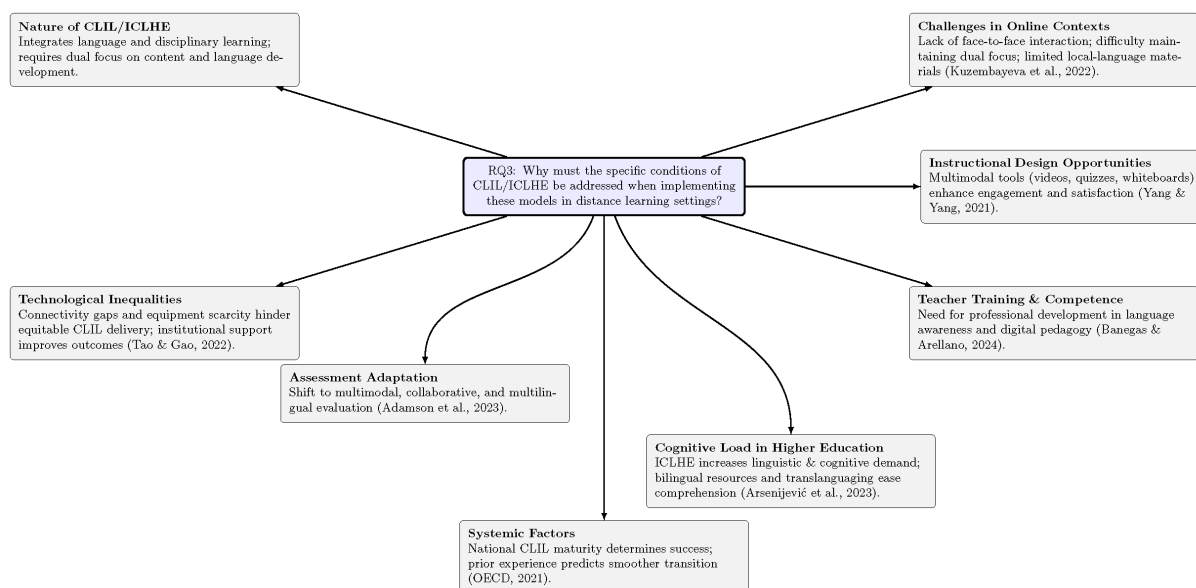 Nature of CLIL/ICLHE
Integrates language and disciplinary learning;
requires dual focus on content and language de-
velopment.
Challenges in Online Contexts
Lack of face-to-face interaction; difficulty main-
taining dual focus; limited local-language mate-
rials (Kuzembayeva et al., 2022).
RQ3: Why must the specific conditions of
CLIL/ICLHE be addressed when implementing
these models in distance learning settings?
Instructional Design Opportunities
Multimodal tools (videos, quizzes, whiteboards)
enhance engagement and satisfaction (Yang &
Yang, 2021).
Technological Inequalities
Connectivity gaps and equipment scarcity hinder
equitable CLIL delivery; institutional support
improves outcomes (Tao & Gao, 2022).
Teacher Training & Competence
Need for professional development in language
awareness and digital pedagogy (Banegas &
Arellano, 2024).
Assessment Adaptation
Shift to multimodal, collaborative, and multilin-
gual evaluation (Adamson et al., 2023).
Cognitive Load in Higher Education
ICLHE increases linguistic & cognitive demand;
bilingual resources and translanguaging ease
comprehension (Arsenijević et al., 2023).
Systemic Factors
National CLIL maturity determines success;
prior experience predicts smoother transition
(OECD, 2021).